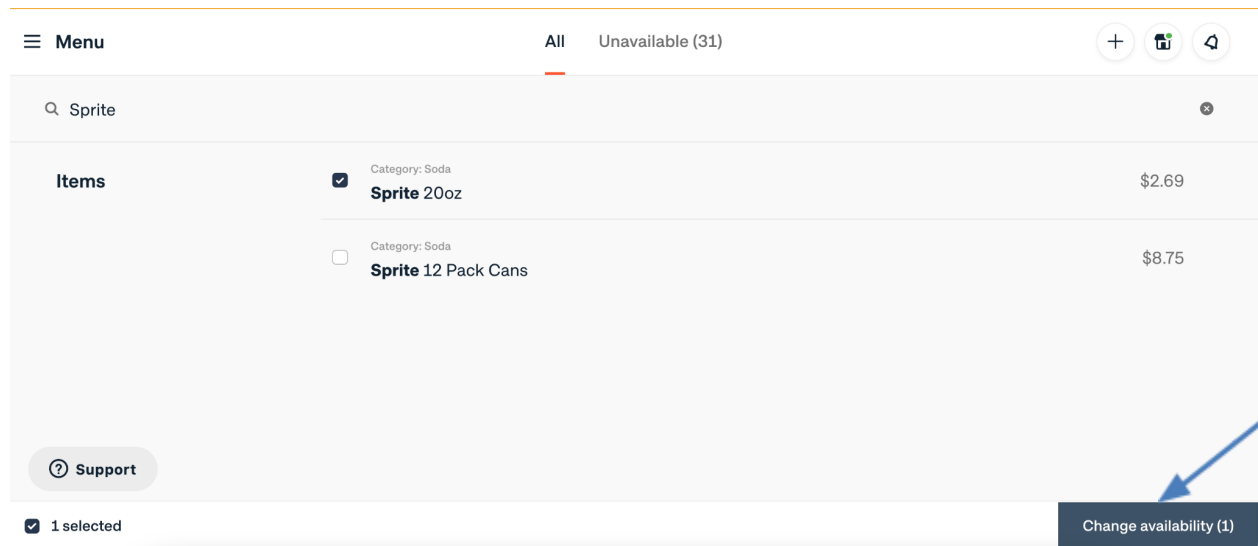 Menu
All
Unavailable (31)
Sprite
Items
Category: Soda
Sprite 20oz
$2.69
Category: Soda
Sprite 12 Pack Cans
$8.75
Support
1 selected
Change availability (1)